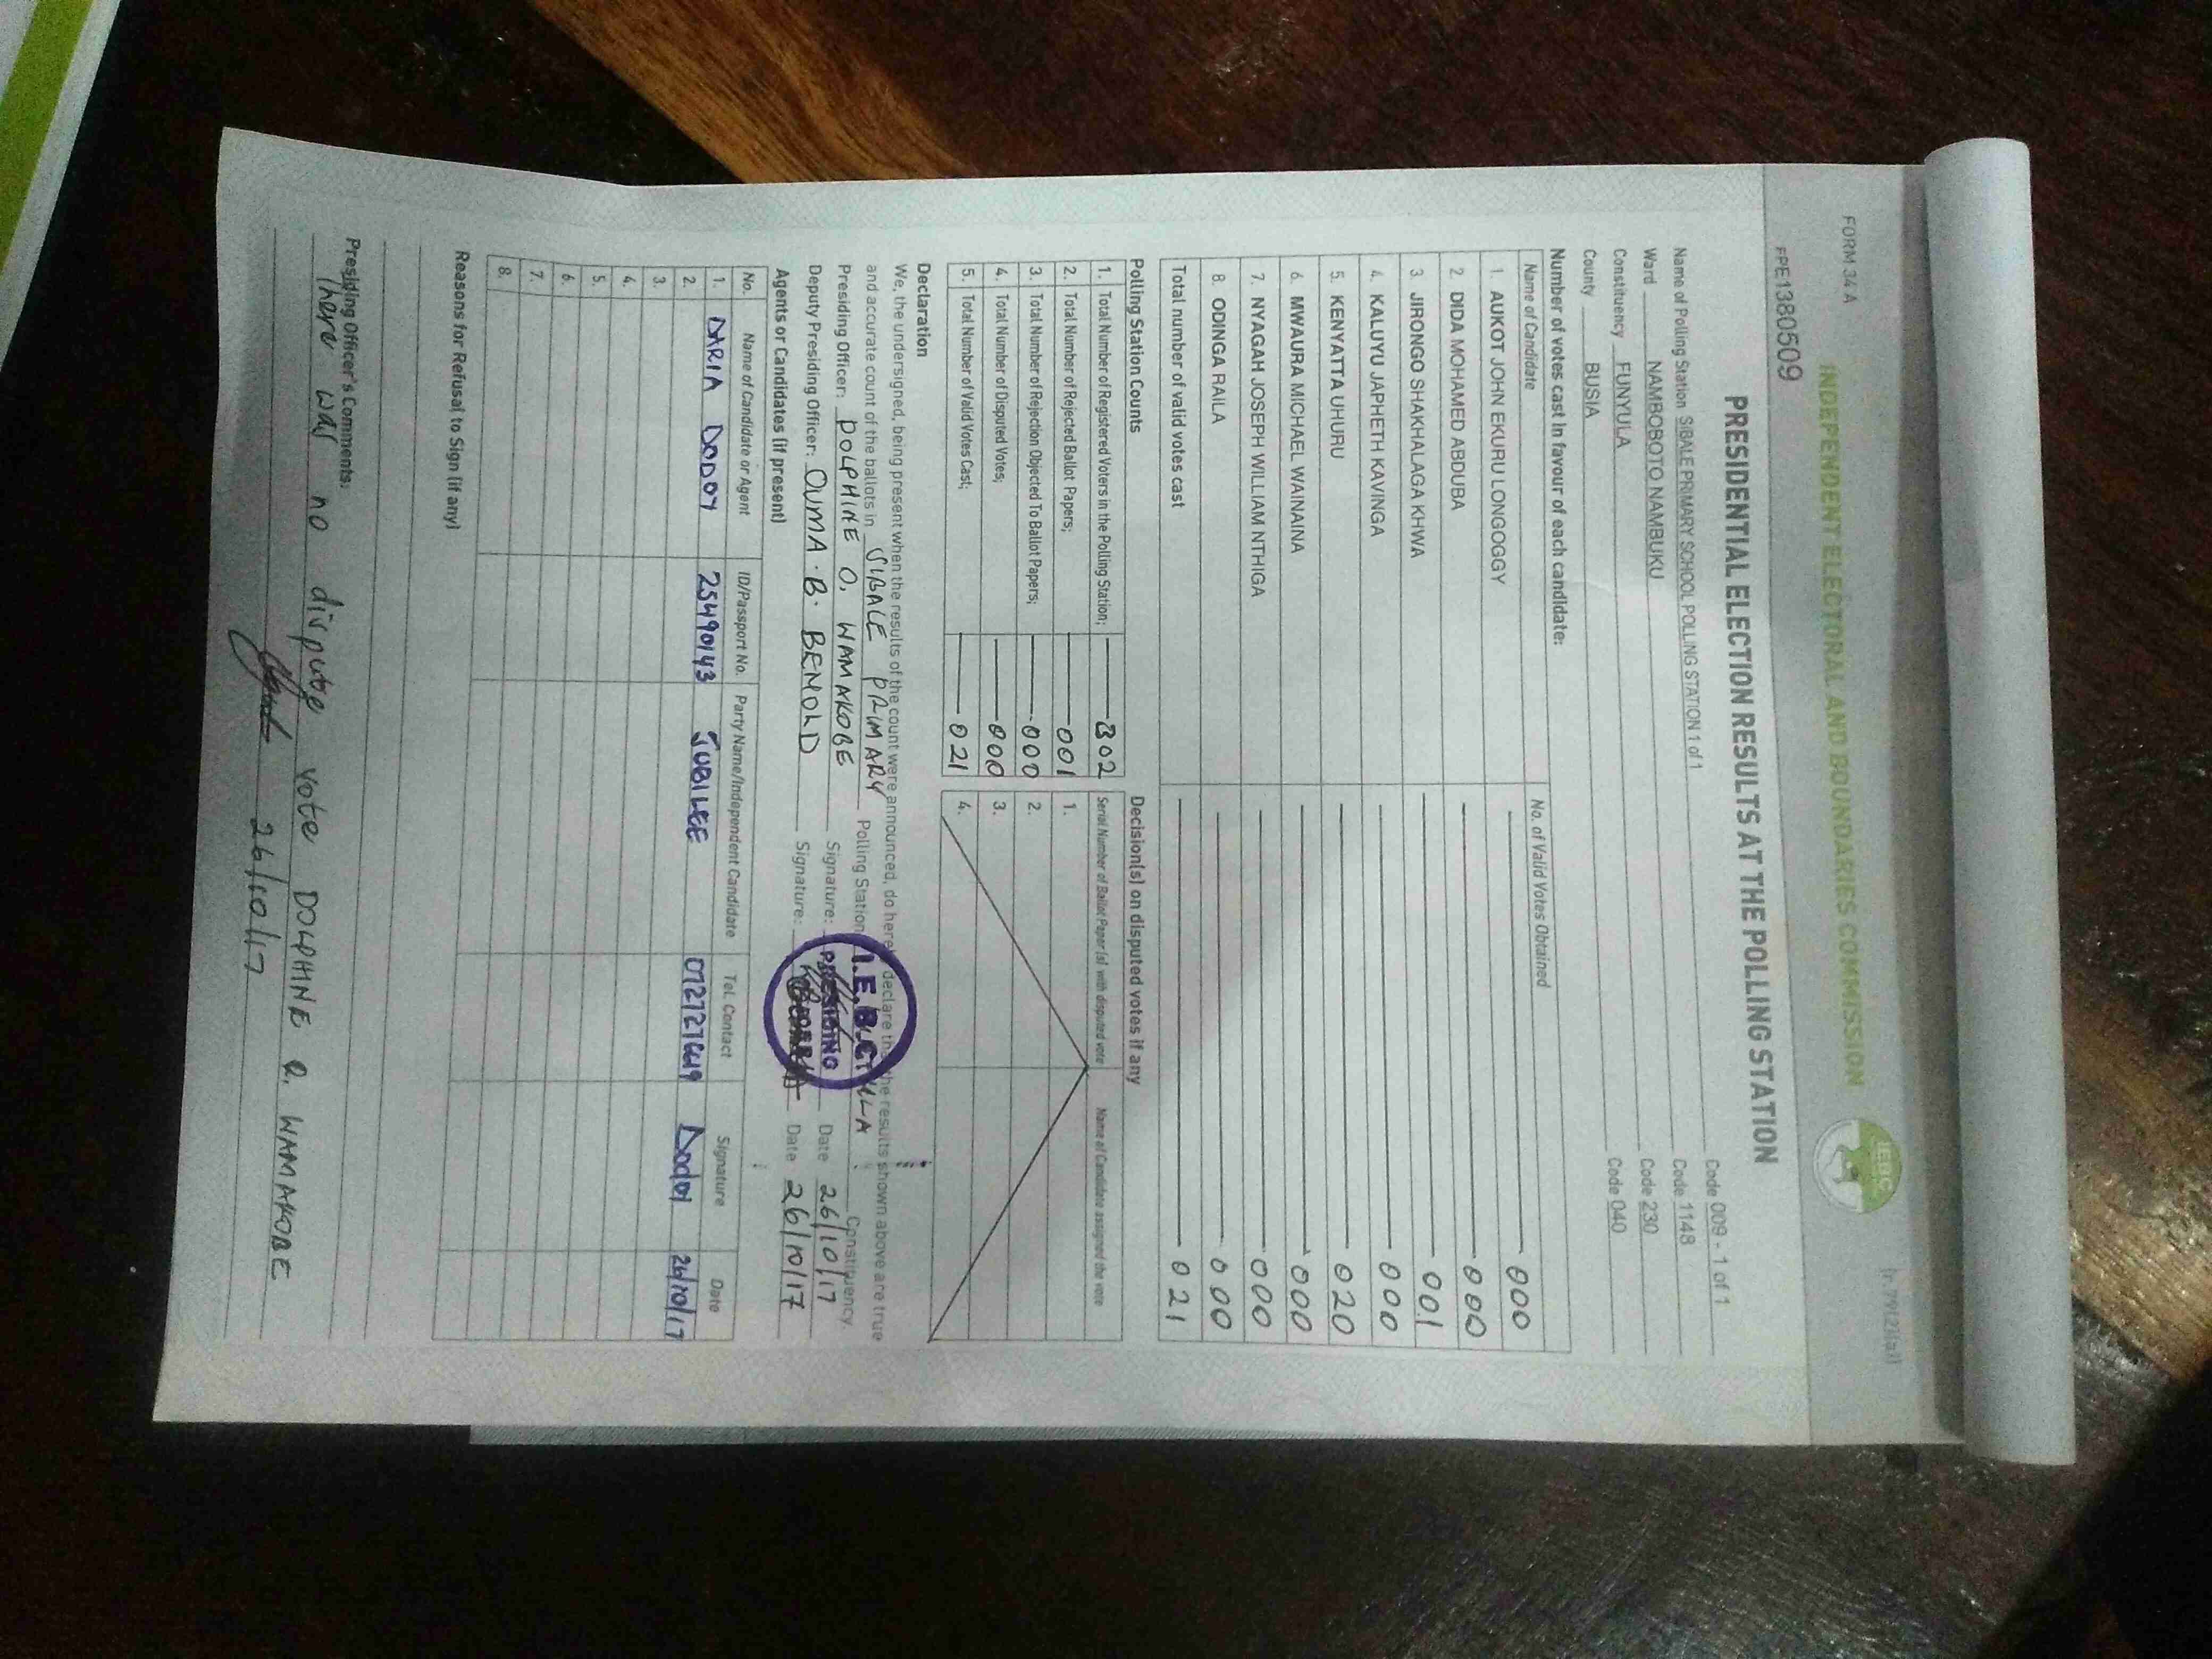 FORM 34 A
(r.79(2)(a))
INDEPENDENT ELECTORAL AND BOUNDARIES COMMISSION
IEBC
FPE1380509
PRESIDENTIAL ELECTION RESULTS AT THE POLLING STATION
Name of Polling Station SIBALE PRIMARY SCHOOL POLLING STATION 1 of 1 Code 009 - 1 of 1
Ward NAMBOBOTO NAMBUKU Code 1148
Constituency FUNYULA Code 230
County BUSIA Code 040
Number of votes cast in favour of each candidate:
Name of Candidate No. of Valid Votes Obtained
1. AUKOT JOHN EKURU LONGOGGY 000
2. DIDA MOHAMED ABDUBA 000
3. JIRONGO SHAKHALAGA KHWA 001
4. KALUYU JAPHETH KAVINGA 000
5. KENYATTA UHURU 020
6. MWAURA MICHAEL WAINAINA 000
7. NYAGAH JOSEPH WILLIAM NTHIGA 000
8. ODINGA RAILA 000
Total number of valid votes cast 021
Polling Station Counts Decision(s) on disputed votes if any
1. Total Number of Registered Voters in the Polling Station; 302 Serial Number of Ballot Paper (s) with disputed vote Name of Candidate assigned the vote
2. Total Number of Rejected Ballot Papers; 001 1.
3. Total Number of Rejection Objected To Ballot Papers; 000 2.
4. Total Number of Disputed Votes; 000 3.
5. Total Number of Valid Votes Cast; 021 4.
Declaration
We, the undersigned, being present when the results of the count were announced, do hereby declare that the results shown above are true
and accurate count of the ballots in SIBALE PRIMARY Polling Station, Constituency.
Presiding Officer: DOLPHINE O. WAMAKOBE Signature: Date 26/10/17
Deputy Presiding Officer: OUMA. B. BENOLD Signature: Date 26/10/17
I.E.B.C
PRESIDING
Agents or Candidates (if present)
No. Name of Candidate or Agent ID/Passport No. Party Name/Independent Candidate Tel. Contact Signature Date
1. DARIA DODOY 25490143 JUBILEE Dodoi 26/10/17
2.
3.
4.
5.
6.
7.
8.
Reasons for Refusal to Sign (if any)
Presiding Officer's Comments:
There was no dispute vote DOLPHINE O. WAMAKOBE
26/10/17